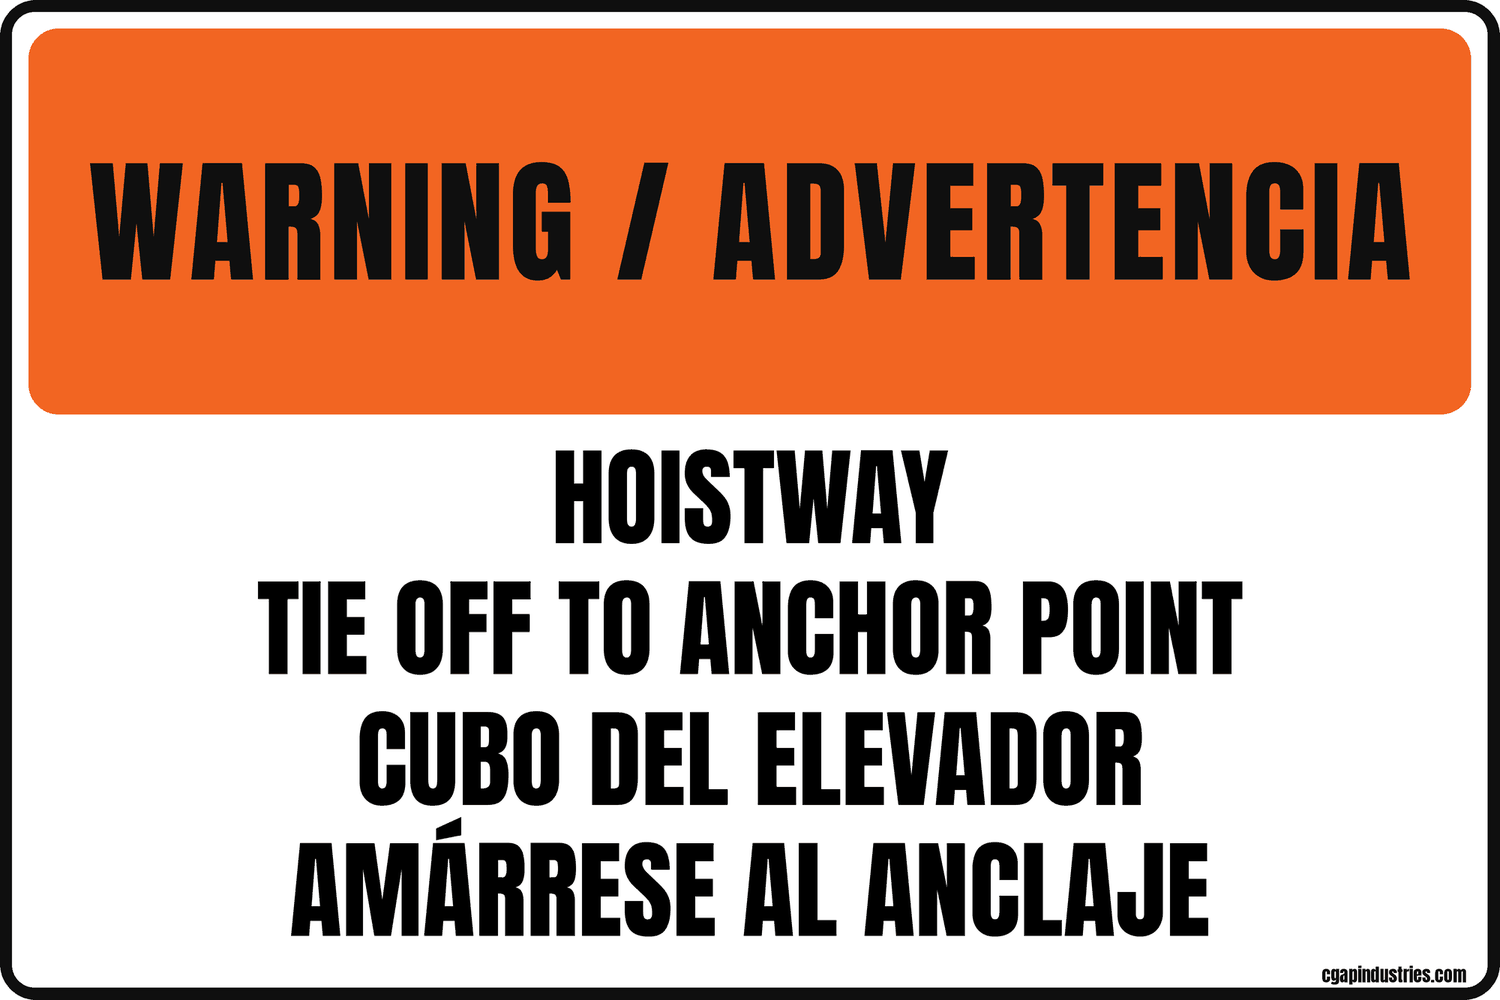 WARNING / ADVERTENCIA
HOISTWAY
TIE OFF TO ANCHOR POINT
CUBO DEL ELEVADOR
AMÁRRESE AL ANCLAJE
cgapindustries.com